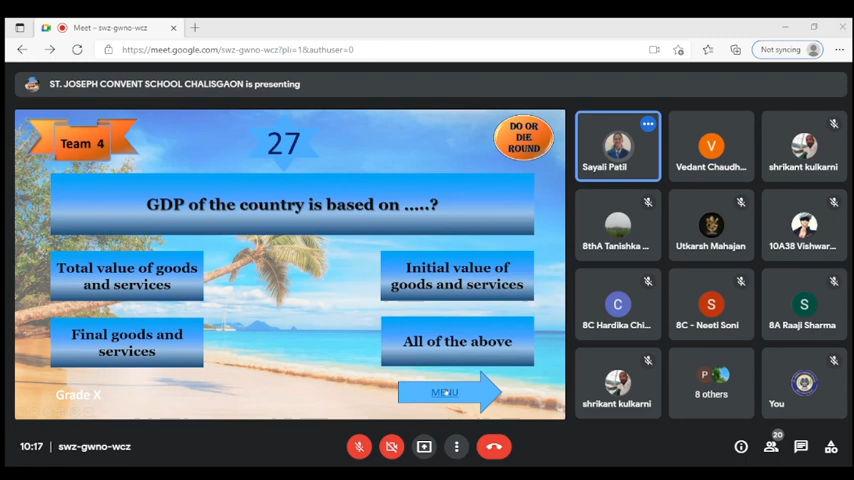 Meet – swz-gwno-wcz
https://meet.google.com/swz-gwno-wcz?pli=1&authuser=0
Not syncing
ST. JOSEPH CONVENT SCHOOL CHALISGAON is presenting
Team 4
27
DO OR
DIE
ROUND
GDP of the country is based on .....?
Total value of goods
and services
Initial value of
goods and services
Final goods and
services
All of the above
Grade X
MENU
Sayali Patil
V
Vedant Chaudh...
shrikant kulkarni
8thA Tanishka ...
Utkarsh Mahajan
10A38 Vishwar...
C
8C Hardika Chi...
S
8C - Neeti Soni
S
8A Raaji Sharma
shrikant kulkarni
P
8 others
You
10:17 | swz-gwno-wcz
20